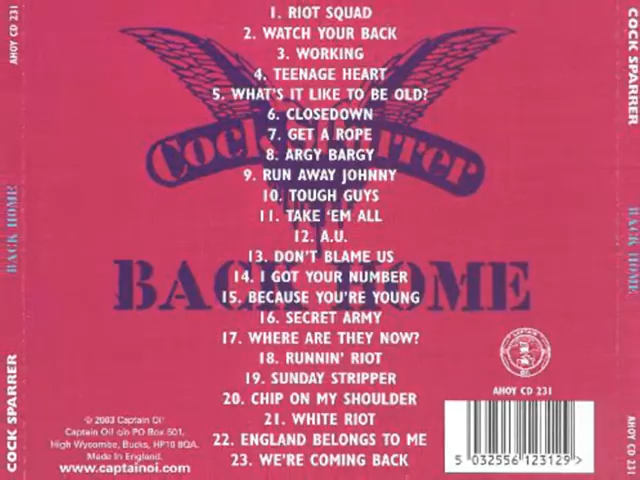 1. RIOT SQUAD
2. WATCH YOUR BACK
3. WORKING
4. TEENAGE HEART
5. WHAT'S IT LIKE TO BE OLD?
6. CLOSEDOWN
7. GET A ROPE
8. ARGY BARGY
9. RUN AWAY JOHNNY
10. TOUGH GUYS
11. TAKE 'EM ALL
12. A.U.
13. DON'T BLAME US
14. I GOT YOUR NUMBER
15. BECAUSE YOU'RE YOUNG
16. SECRET ARMY
17. WHERE ARE THEY NOW?
18. RUNNIN' RIOT
19. SUNDAY STRIPPER
20. CHIP ON MY SHOULDER
21. WHITE RIOT
22. ENGLAND BELONGS TO ME
23. WE'RE COMING BACK
Cock Sparrer
BACK HOME
AHOY CD 231
BACK HOME
COCK SPARRER
COCK SPARRER
BACK HOME
AHOY CD 231
© 2003 Captain Oi!
Captain Oi! c/o PO Box 501,
High Wycombe, Bucks, HP10 8QA.
Made In England.
www.captainoi.com
AHOY CD 231
5 032556 123129 >